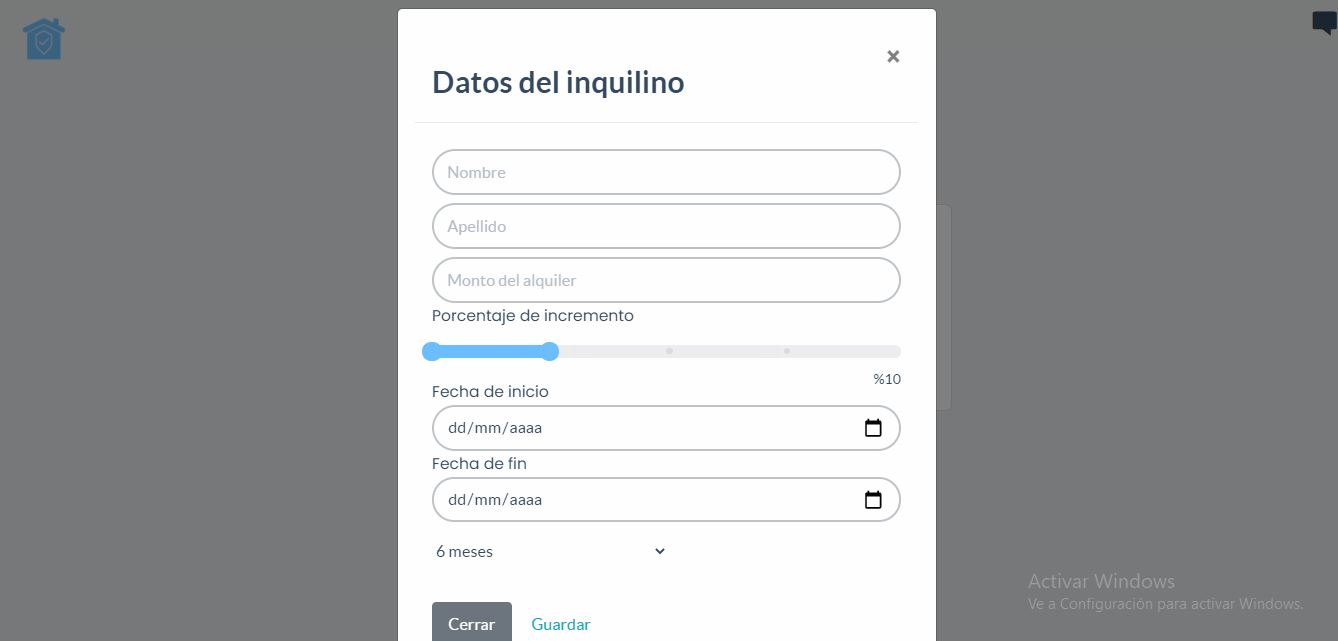 Datos del inquilino
Nombre
Apellido
Monto del alquiler
Porcentaje de incremento
%10
Fecha de inicio
dd/mm/aaaa
Fecha de fin
dd/mm/aaaa
6 meses
Cerrar
Guardar
Activar Windows
Ve a Configuración para activar Windows.